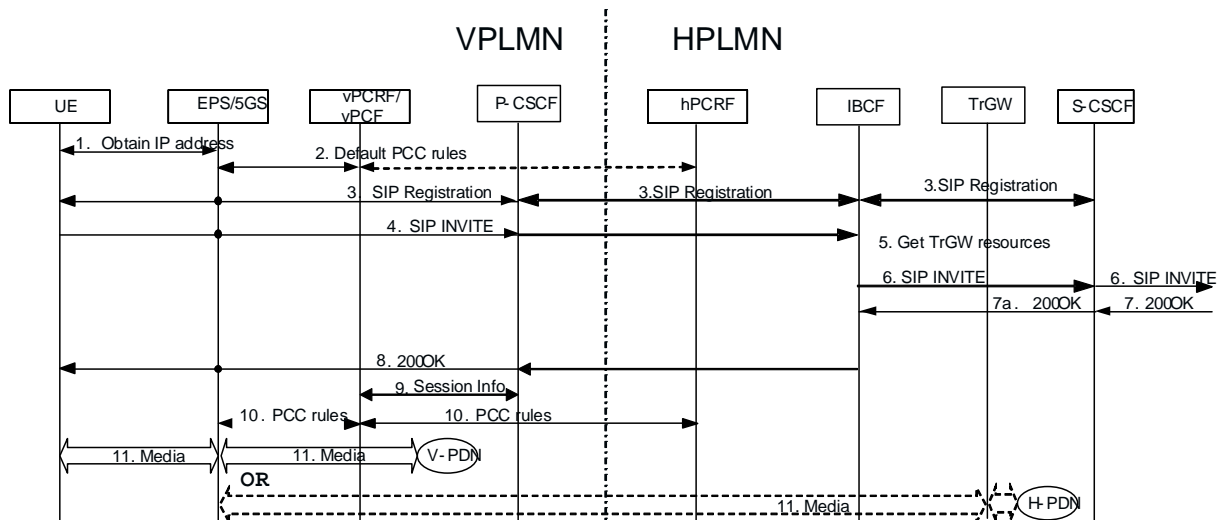 VPLMN
HPLMN
UE
EPS/5GS
vPCRF/
vPCF
P-CSCF
hPCRF
IBCF
TrGW
S-CSCF
1. Obtain IP address
2. Default PCC rules
3. SIP Registration
3.SIP Registration
3.SIP Registration
4. SIP INVITE
5. Get TrGW resources
6. SIP INVITE
6. SIP INVITE
7a. 200OK
7. 200OK
8. 200OK
9. Session Info
10. PCC rules
10. PCC rules
11. Media
11. Media
V-PDN
OR
11. Media
H-PDN